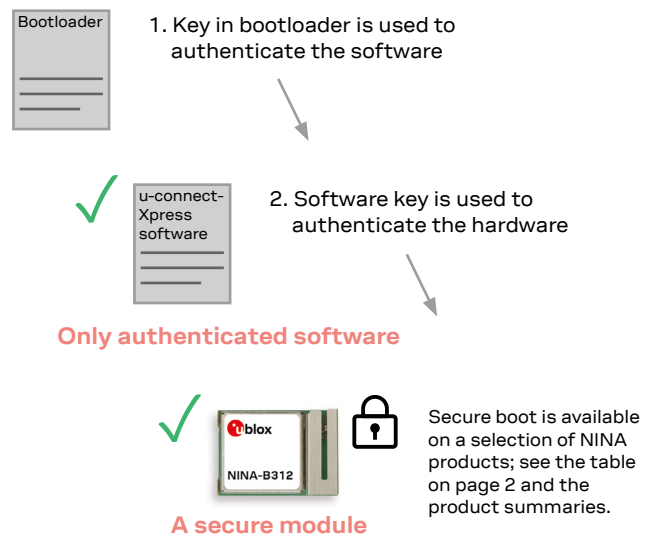 Bootloader
1. Key in bootloader is used to
authenticate the software
u-connect-
Xpress
software
2. Software key is used to
authenticate the hardware
Only authenticated software
ublox
NINA-B312
Secure boot is available
on a selection of NINA
products; see the table
on page 2 and the
product summaries.
A secure module